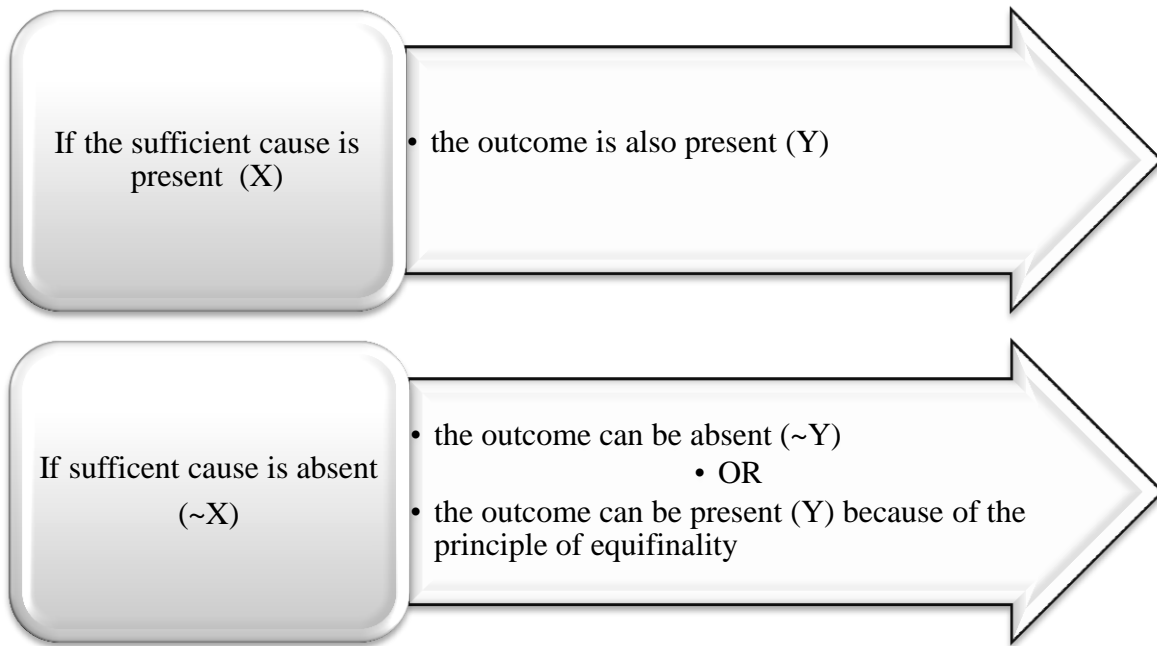 If the sufficient cause is
present (X)
• the outcome is also present (Y)
If sufficent cause is absent
(~X)
• the outcome can be absent (~Y)
• OR
• the outcome can be present (Y) because of the
principle of equifinality